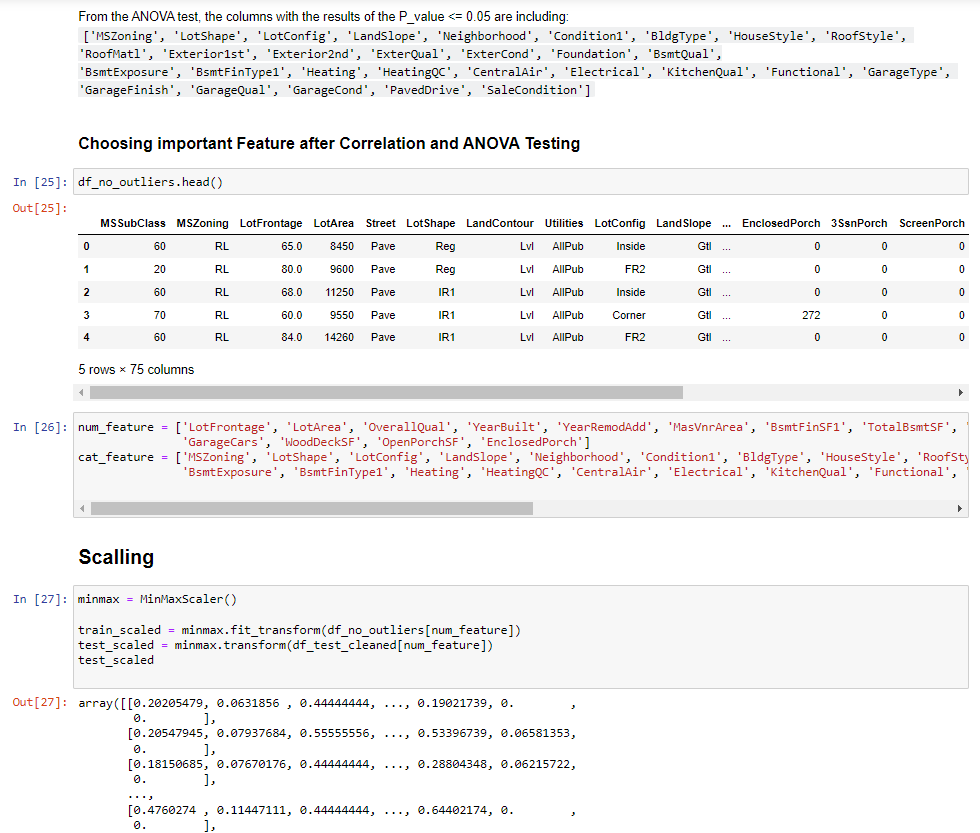 From the ANOVA test, the columns with the results of the P_value <= 0.05 are including:
['MSZoning', 'LotShape', 'LotConfig', 'LandSlope', 'Neighborhood', 'Condition1', 'BldgType', 'HouseStyle', 'RoofStyle',
'RoofMatl', 'Exterior1st', 'Exterior2nd', 'ExterQual', 'ExterCond', 'Foundation', 'BsmtQual',
'BsmtExposure', 'BsmtFinType1', 'Heating', 'HeatingQC', 'CentralAir', 'Electrical', 'KitchenQual', 'Functional', 'GarageType',
'GarageFinish', 'GarageQual', 'GarageCond', 'PavedDrive', 'SaleCondition']
Choosing important Feature after Correlation and ANOVA Testing
In [25]: df_no_outliers.head()
Out[25]:
MSSubClass MSZoning LotFrontage LotArea Street LotShape LandContour Utilities LotConfig LandSlope ... EnclosedPorch 3SsnPorch ScreenPorch
0 60 RL 65.0 8450 Pave Reg Lvl AllPub Inside Gtl ... 0 0 0
1 20 RL 80.0 9600 Pave Reg Lvl AllPub FR2 Gtl ... 0 0 0
2 60 RL 68.0 11250 Pave IR1 Lvl AllPub Inside Gtl ... 0 0 0
3 70 RL 60.0 9550 Pave IR1 Lvl AllPub Corner Gtl ... 272 0 0
4 60 RL 84.0 14260 Pave IR1 Lvl AllPub FR2 Gtl ... 0 0 0
5 rows × 75 columns
In [26]: num_feature = ['LotFrontage', 'LotArea', 'OverallQual', 'YearBuilt', 'YearRemodAdd', 'MasVnrArea', 'BsmtFinSF1', 'TotalBsmtSF', '
'GarageCars', 'WoodDeckSF', 'OpenPorchSF', 'EnclosedPorch']
cat_feature = ['MSZoning', 'LotShape', 'LotConfig', 'LandSlope', 'Neighborhood', 'Condition1', 'BldgType', 'HouseStyle', 'RoofSty
'BsmtExposure', 'BsmtFinType1', 'Heating', 'HeatingQC', 'CentralAir', 'Electrical', 'KitchenQual', 'Functional', '
Scalling
In [27]: minmax = MinMaxScaler()
train_scaled = minmax.fit_transform(df_no_outliers[num_feature])
test_scaled = minmax.transform(df_test_cleaned[num_feature])
test_scaled
Out[27]: array([[0.20205479, 0.0631856 , 0.44444444, ..., 0.19021739, 0. ,
0. ],
[0.20547945, 0.07937684, 0.55555556, ..., 0.53396739, 0.06581353,
0. ],
[0.18150685, 0.07670176, 0.44444444, ..., 0.28804348, 0.06215722,
0. ],
...,
[0.4760274 , 0.11447111, 0.44444444, ..., 0.64402174, 0. ,
0. ],